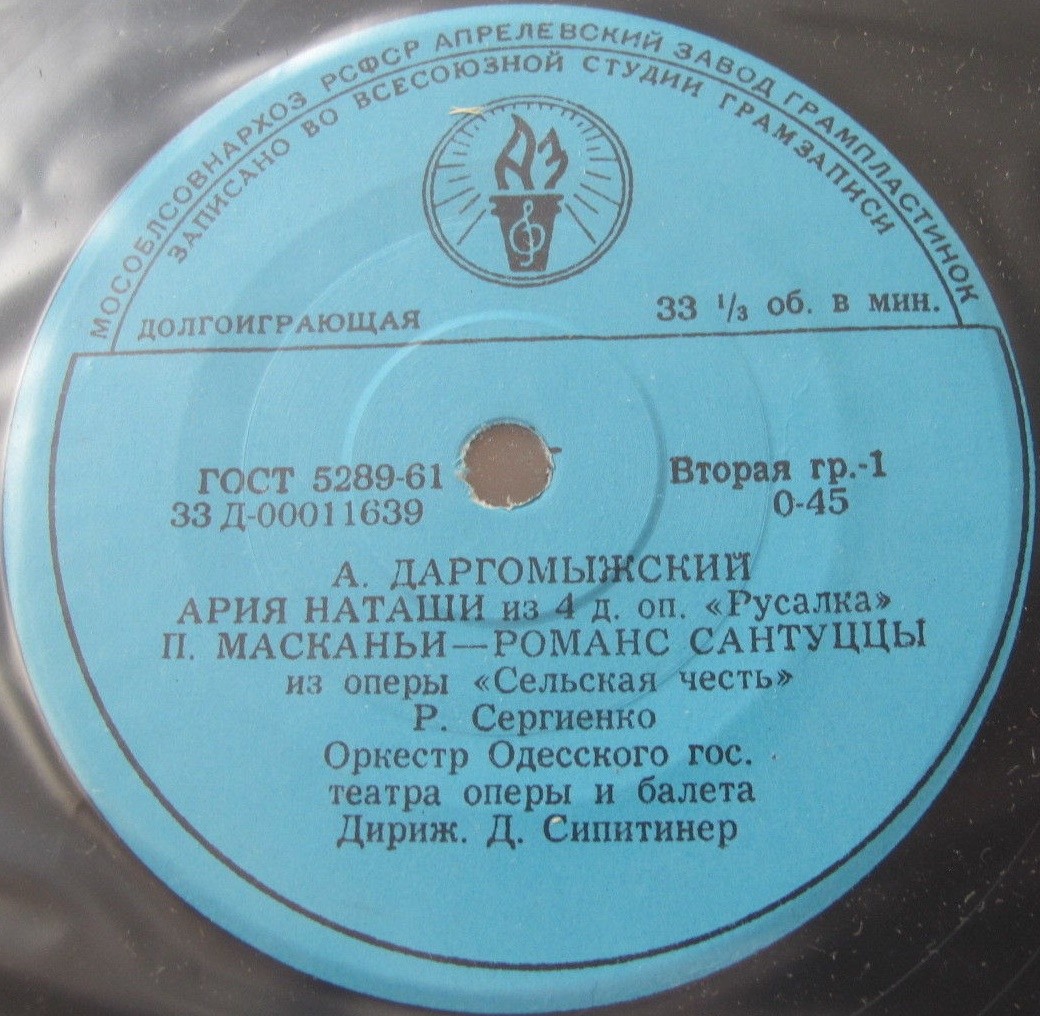 МОСОБЛСОВНАРХОЗ РСФСР АПРЕЛЕВСКИЙ ЗАВОД ГРАМПЛАСТИНОК
ЗАПИСАНО ВО ВСЕСОЮЗНОЙ СТУДИИ ГРАМЗАПИСИ
АЗ
ДОЛГОИГРАЮЩАЯ 33 1/3 об. в мин.
ГОСТ 5289-61 Вторая гр.-1
33 Д-00011639 0-45
А. ДАРГОМЫЖСКИЙ
АРИЯ НАТАШИ из 4 д. оп. «Русалка»
П. МАСКАНЬИ—РОМАНС САНТУЦЦЫ
из оперы «Сельская честь»
Р. Сергиенко
Оркестр Одесского гос.
театра оперы и балета
Дириж. Д. Сипитинер